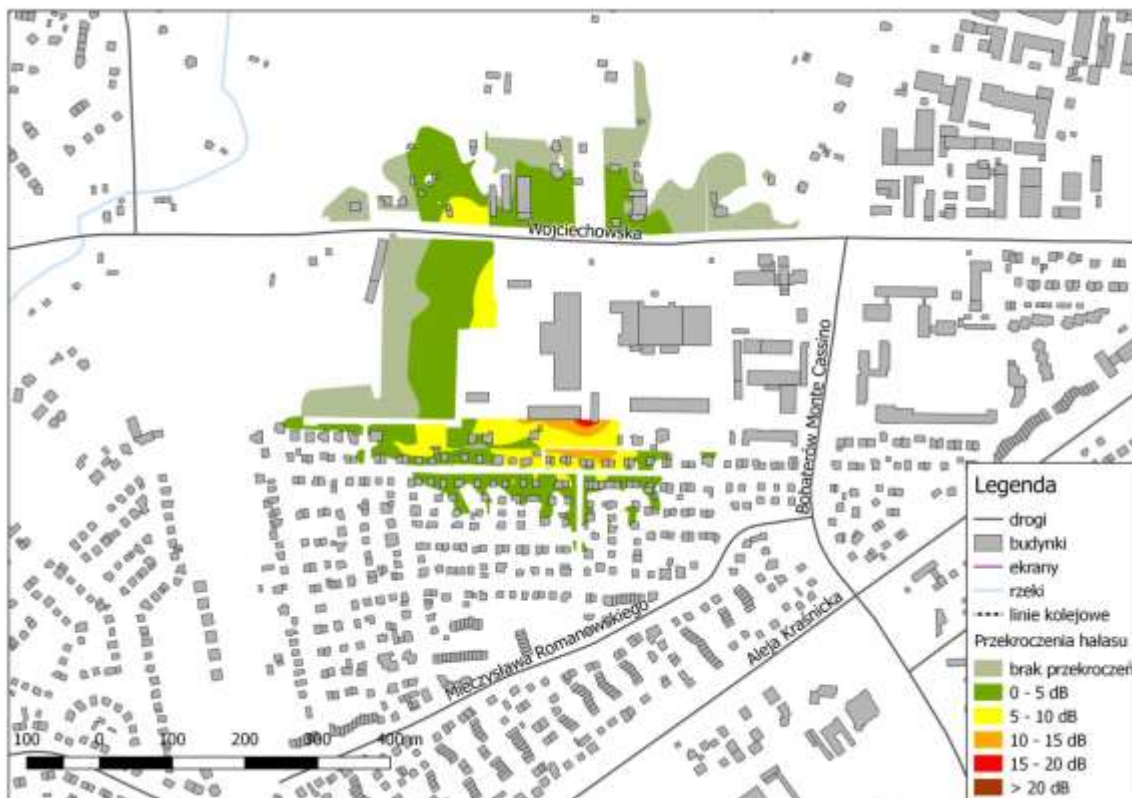 Wojciechowska
Bohaterów Monte Cassino
Mieczysława Romanowskiego
Aleja Kraśnicka
Legenda
drogi
budynki
ekrany
rzeki
linie kolejowe
Przekroczenia hałasu
brak przekroczeń
0 - 5 dB
5 - 10 dB
10 - 15 dB
15 - 20 dB
> 20 dB
100 0 100 200 300 400 m